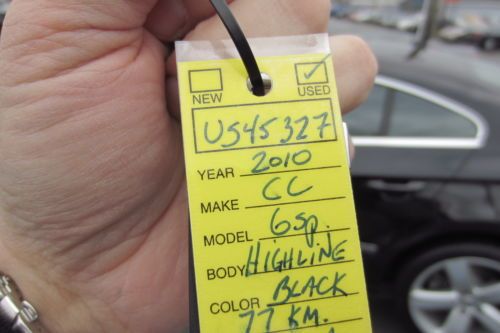 NEW USED
US45327
YEAR 2010
MAKE CC
MODEL 6sp.
BODY HIGHLINE
COLOR BLACK
77 KM.